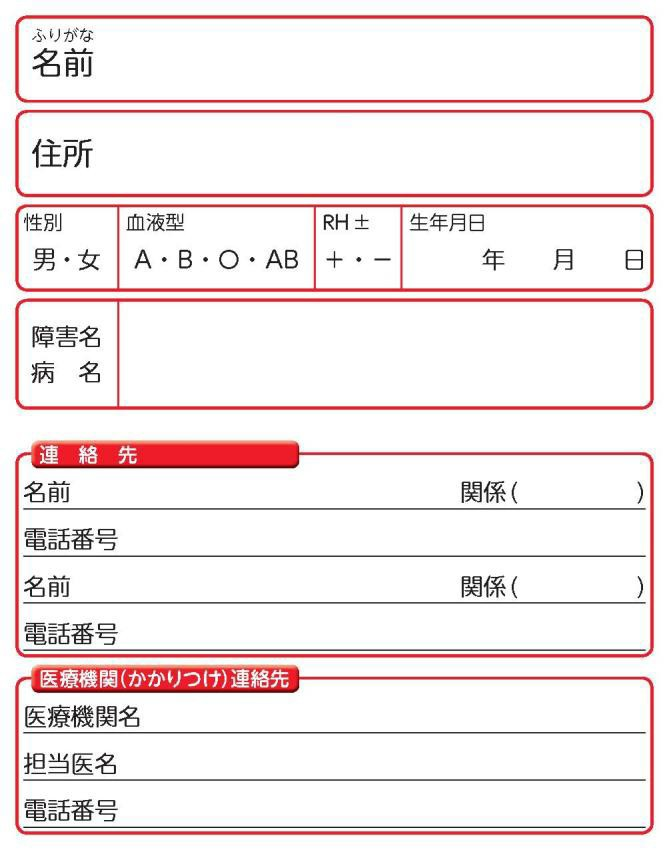 ふりがな
名前
住所
性別 血液型 RH± 生年月日
男・女 A・B・O・AB +・− 年 月 日
障害名
病 名
連 絡 先
名前 関係( )
電話番号
名前 関係( )
電話番号
医療機関(かかりつけ)連絡先
医療機関名
担当医名
電話番号